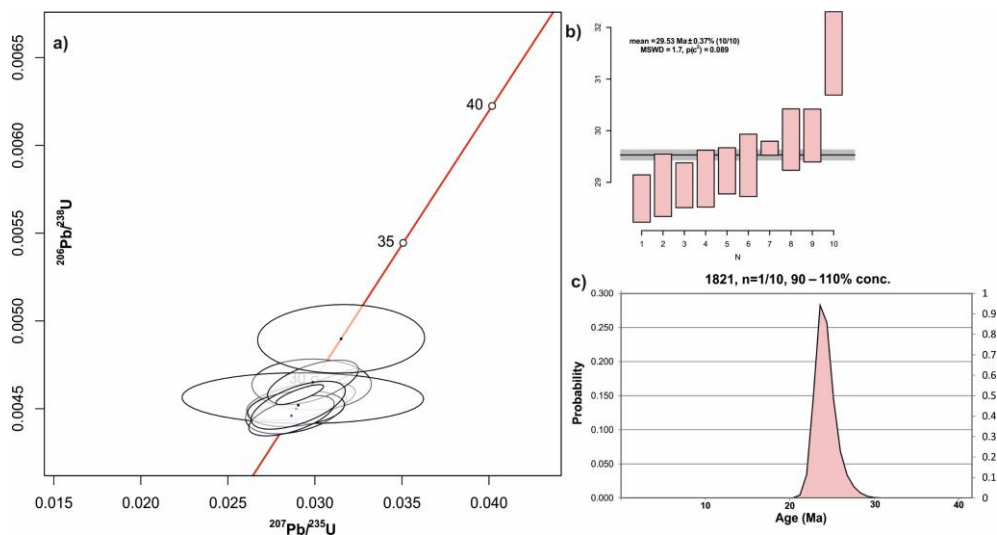 a)
0.0065
0.0060
0.0055
0.0050
0.0045
206Pb/238U
40
35
30
0.015
0.020
0.025
0.030
0.035
0.040
207Pb/235U
b)
mean =29.53 Ma±0.37% (10/10)
MSWD = 1.7, p(c²) = 0.089
32
31
30
29
1 2 3 4 5 6 7 8 9 10
N
c)
1821, n=1/10, 90 – 110% conc.
0.300
0.250
0.200
0.150
0.100
0.050
0.000
Probability
1
0.9
0.8
0.7
0.6
0.5
0.4
0.3
0.2
0.1
0
10 20 30 40
Age (Ma)